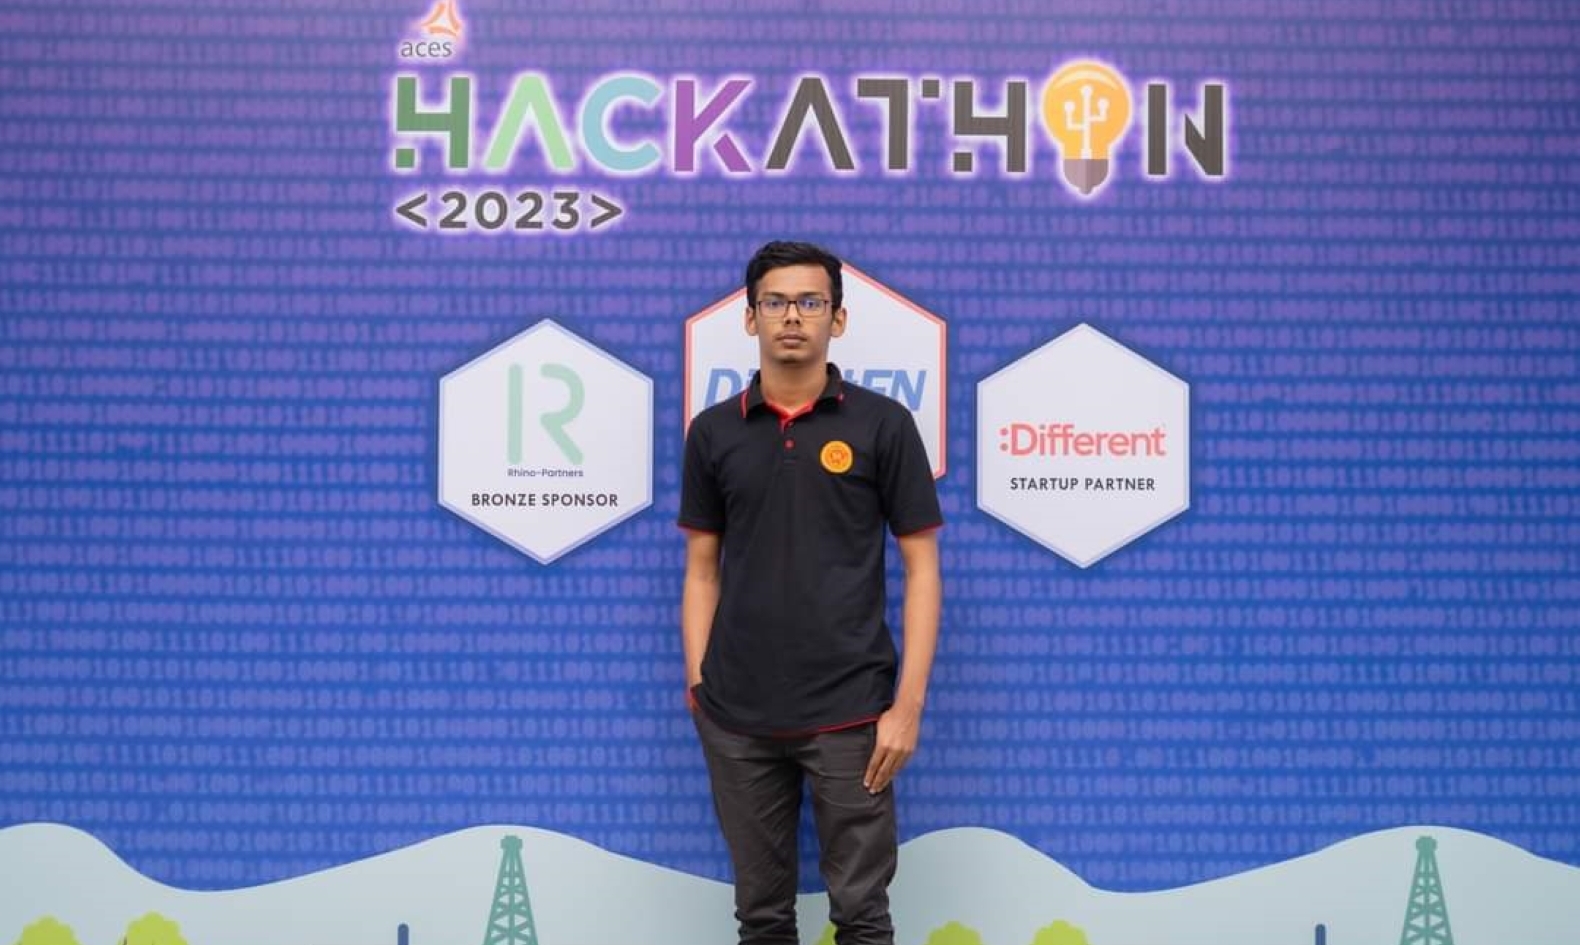 aces
HACKATHON
<2023>
R
Rhino-Partners
BRONZE SPONSOR
:Different
STARTUP PARTNER